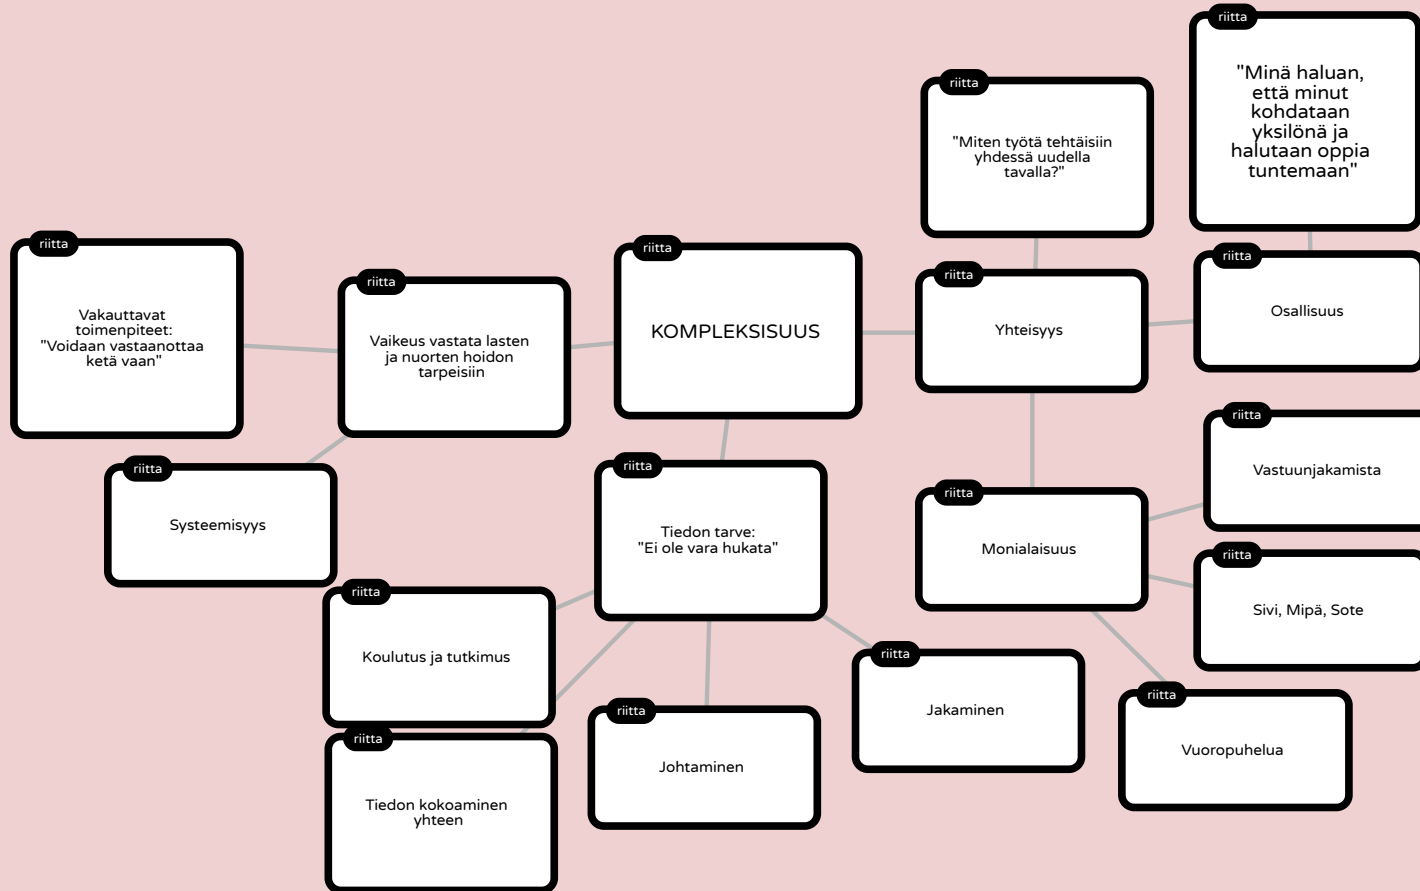 riitta
"Minä haluan,
että minut
kohdataan
yksilönä ja
halutaan oppia
tuntemaan"
riitta
"Miten työtä tehtäisiin
yhdessä uudella
tavalla?"
riitta
Vakauttavat
toimenpiteet:
"Voidaan vastaanottaa
ketä vaan"
riitta
Vaikeus vastata lasten
ja nuorten hoidon
tarpeisiin
riitta
KOMPLEKSISUUS
riitta
Yhteisyys
riitta
Osallisuus
riitta
Systeemisyys
riitta
Tiedon tarve:
"Ei ole vara hukata"
riitta
Monialaisuus
riitta
Vastuunjakamista
riitta
Sivi, Mipä, Sote
riitta
Koulutus ja tutkimus
riitta
Jakaminen
riitta
Vuoropuhelua
riitta
Johtaminen
riitta
Tiedon kokoaminen
yhteen